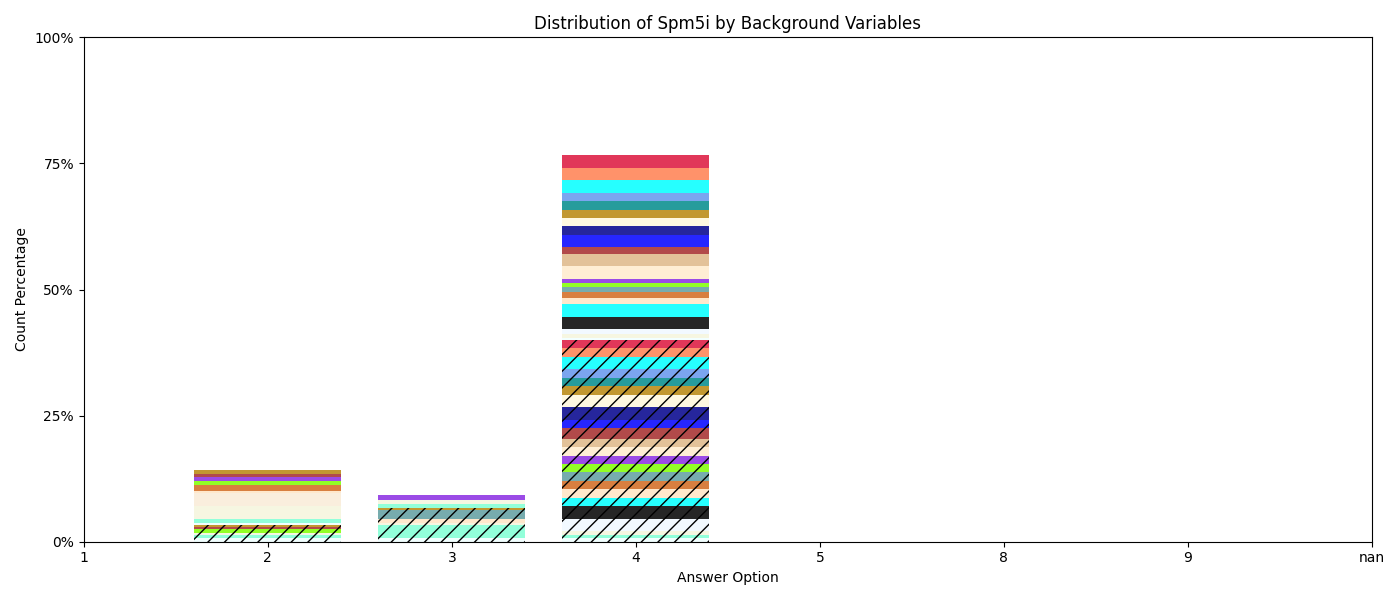 Distribution of Spm5i by Background Variables
100%
75%
50%
25%
0%
Count Percentage
1 2 3 4 5 8 9 nan
Answer Option